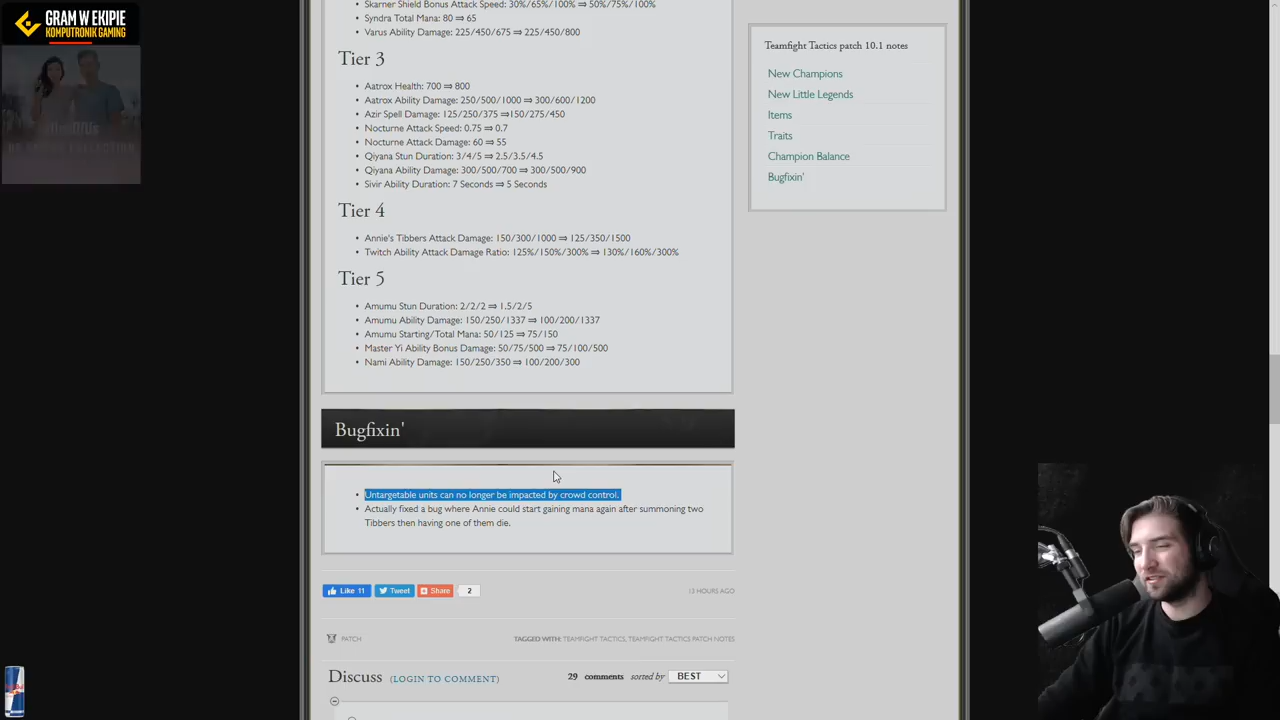 GRAM W EKIPIE
KOMPUTRONIK GAMING
Skarner Shield Bonus Attack Speed: 30%/65%/100% ⇒ 50%/75%/100%
Syndra Total Mana: 80 ⇒ 65
Varus Ability Damage: 225/450/675 ⇒ 225/450/800
Tier 3
Aatrox Health: 700 ⇒ 800
Aatrox Ability Damage: 250/500/1000 ⇒ 300/600/1200
Azir Spell Damage: 125/250/375 ⇒150/275/450
Nocturne Attack Speed: 0.75 ⇒ 0.7
Nocturne Attack Damage: 60 ⇒ 55
Qiyana Stun Duration: 3/4/5 ⇒ 2.5/3.5/4.5
Qiyana Ability Damage: 300/500/700 ⇒ 300/500/900
Sivir Ability Duration: 7 Seconds ⇒ 5 Seconds
Tier 4
Annie's Tibbers Attack Damage: 150/300/1000 ⇒ 125/350/1500
Twitch Ability Attack Damage Ratio: 125%/150%/300% ⇒ 130%/160%/300%
Tier 5
Amumu Stun Duration: 2/2/2 ⇒ 1.5/2/5
Amumu Ability Damage: 150/250/1337 ⇒ 100/200/1337
Amumu Starting/Total Mana: 50/125 ⇒ 75/150
Master Yi Ability Bonus Damage: 50/75/500 ⇒ 75/100/500
Nami Ability Damage: 150/250/350 ⇒ 100/200/300
Bugfixin'
Untargetable units can no longer be impacted by crowd control.
Actually fixed a bug where Annie could start gaining mana again after summoning two
Tibbers then having one of them die.
Like 11 Tweet Share 2 13 HOURS AGO
PATCH TAGGED WITH: TEAMFIGHT TACTICS, TEAMFIGHT TACTICS PATCH NOTES
Discuss (LOGIN TO COMMENT) 29 comments sorted by BEST
Teamfight Tactics patch 10.1 notes
New Champions
New Little Legends
Items
Traits
Champion Balance
Bugfixin'